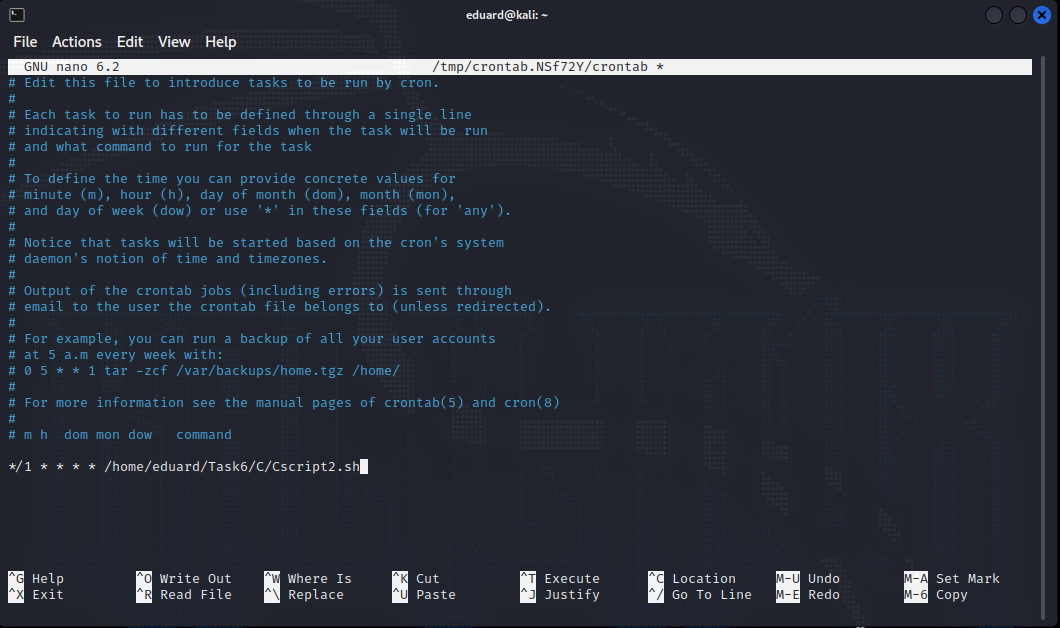 eduard@kali: ~
File Actions Edit View Help
GNU nano 6.2 /tmp/crontab.NSf72Y/crontab *
# Edit this file to introduce tasks to be run by cron.
#
# Each task to run has to be defined through a single line
# indicating with different fields when the task will be run
# and what command to run for the task
#
# To define the time you can provide concrete values for
# minute (m), hour (h), day of month (dom), month (mon),
# and day of week (dow) or use '*' in these fields (for 'any').
#
# Notice that tasks will be started based on the cron's system
# daemon's notion of time and timezones.
#
# Output of the crontab jobs (including errors) is sent through
# email to the user the crontab file belongs to (unless redirected).
#
# For example, you can run a backup of all your user accounts
# at 5 a.m every week with:
# 0 5 * * 1 tar -zcf /var/backups/home.tgz /home/
#
# For more information see the manual pages of crontab(5) and cron(8)
#
# m h  dom mon dow   command
*/1 * * * * /home/eduard/Task6/C/Cscript2.sh
^G Help ^O Write Out ^W Where Is ^K Cut ^T Execute ^C Location M-U Undo M-A Set Mark
^X Exit ^R Read File ^\ Replace ^U Paste ^J Justify ^/ Go To Line M-E Redo M-6 Copy